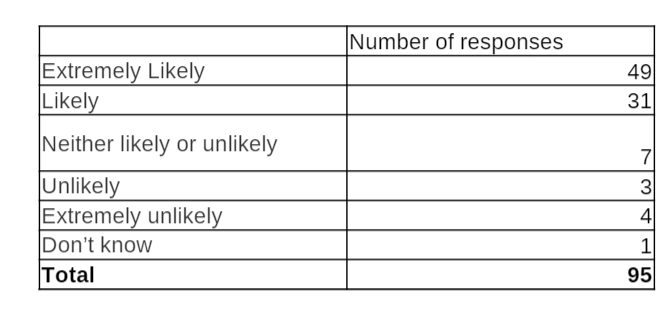 Number of responses
Extremely Likely 49
Likely 31
Neither likely or unlikely 7
Unlikely 3
Extremely unlikely 4
Don’t know 1
Total 95